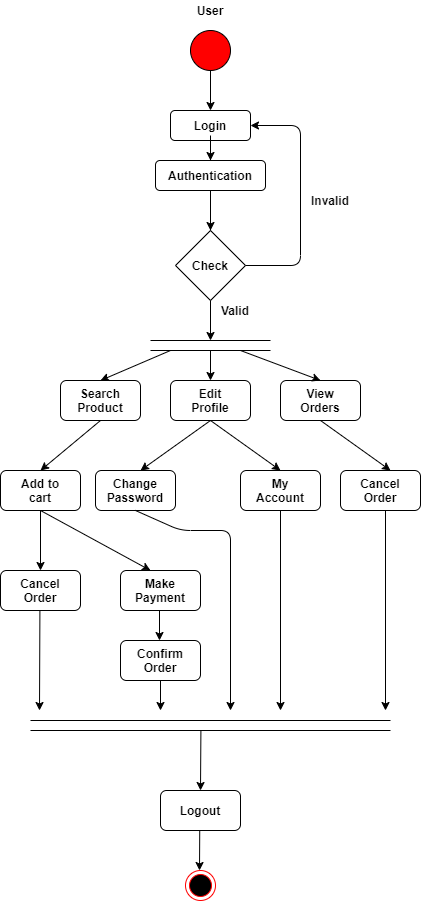 User
Login
Authentication
Invalid
Check
Valid
Search
Product
Edit
Profile
View
Orders
Add to
cart
Change
Password
My
Account
Cancel
Order
Cancel
Order
Make
Payment
Confirm
Order
Logout